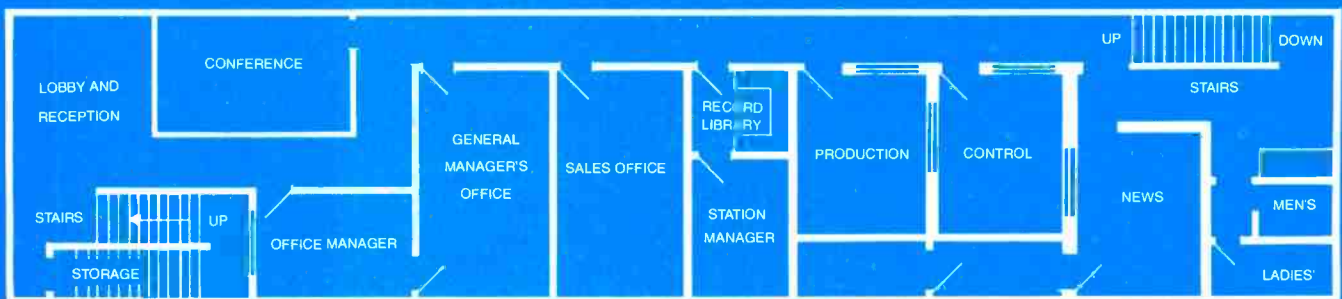 LOBBY AND
RECEPTION
CONFERENCE
GENERAL
MANAGER'S
OFFICE
SALES OFFICE
RECORD
LIBRARY
STATION
MANAGER
PRODUCTION
CONTROL
UP
DOWN
STAIRS
NEWS
MEN'S
LADIES'
STAIRS
UP
OFFICE MANAGER
STORAGE